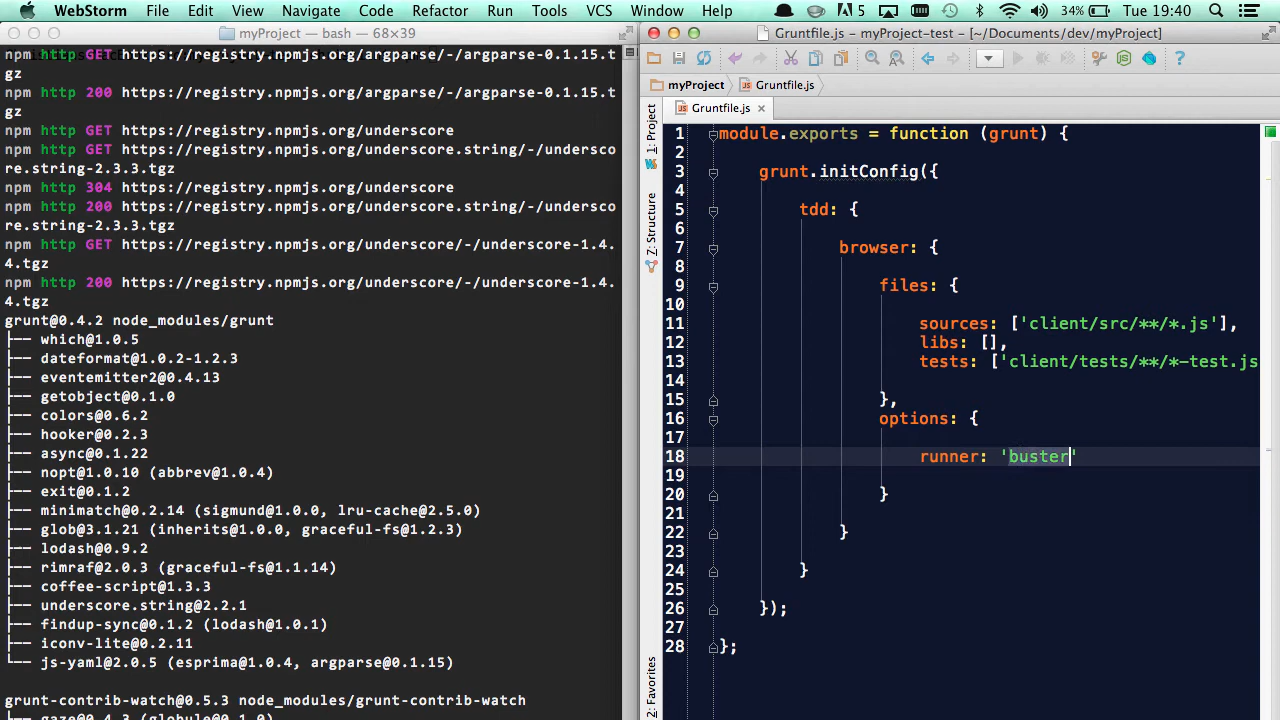 WebStorm File Edit View Navigate Code Refactor Run Tools VCS Window Help 5 34% Tue 19:40
myProject — bash — 68×39
npm http GET https://registry.npmjs.org/argparse/-/argparse-0.1.15.t
gz
npm http 200 https://registry.npmjs.org/argparse/-/argparse-0.1.15.t
gz
npm http GET https://registry.npmjs.org/underscore
npm http GET https://registry.npmjs.org/underscore.string/-/undersco
re.string-2.3.3.tgz
npm http 304 https://registry.npmjs.org/underscore
npm http 200 https://registry.npmjs.org/underscore.string/-/undersco
re.string-2.3.3.tgz
npm http GET https://registry.npmjs.org/underscore/-/underscore-1.4.
4.tgz
npm http 200 https://registry.npmjs.org/underscore/-/underscore-1.4.
4.tgz
grunt@0.4.2 node_modules/grunt
├── which@1.0.5
├── dateformat@1.0.2-1.2.3
├── eventemitter2@0.4.13
├── getobject@0.1.0
├── colors@0.6.2
├── hooker@0.2.3
├── async@0.1.22
├── nopt@1.0.10 (abbrev@1.0.4)
├── exit@0.1.2
├── minimatch@0.2.14 (sigmund@1.0.0, lru-cache@2.5.0)
├── glob@3.1.21 (inherits@1.0.0, graceful-fs@1.2.3)
├── lodash@0.9.2
├── rimraf@2.0.3 (graceful-fs@1.1.14)
├── coffee-script@1.3.3
├── underscore.string@2.2.1
├── findup-sync@0.1.2 (lodash@1.0.1)
├── iconv-lite@0.2.11
└── js-yaml@2.0.5 (esprima@1.0.4, argparse@0.1.15)
grunt-contrib-watch@0.5.3 node_modules/grunt-contrib-watch
├── gaze@0.4.3 (globule@0.1.0)
Gruntfile.js – myProject-test – [~/Documents/dev/myProject]
myProject Gruntfile.js
Gruntfile.js
1: Project
7: Structure
2: Favorites
1 module.exports = function (grunt) {
2
3 grunt.initConfig({
4
5 tdd: {
6
7 browser: {
8
9 files: {
10
11 sources: ['client/src/**/*.js'],
12 libs: [],
13 tests: ['client/tests/**/*-test.js
14
15 },
16 options: {
17
18 runner: 'buster'
19
20 }
21
22 }
23
24 }
25
26 });
27
28 };